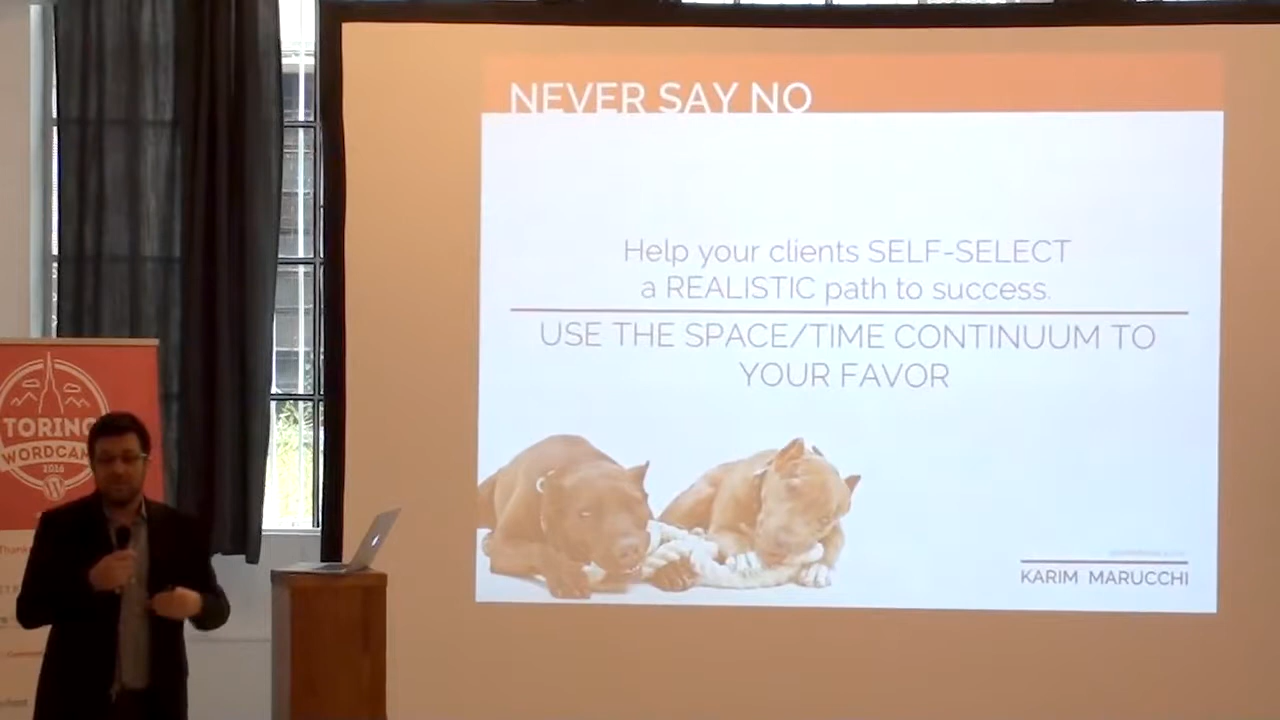 NEVER SAY NO
Help your clients SELF-SELECT
a REALISTIC path to success.
USE THE SPACE/TIME CONTINUUM TO
YOUR FAVOR
KARIM MARUCCHI
TORINO
WORDCAMP
2016